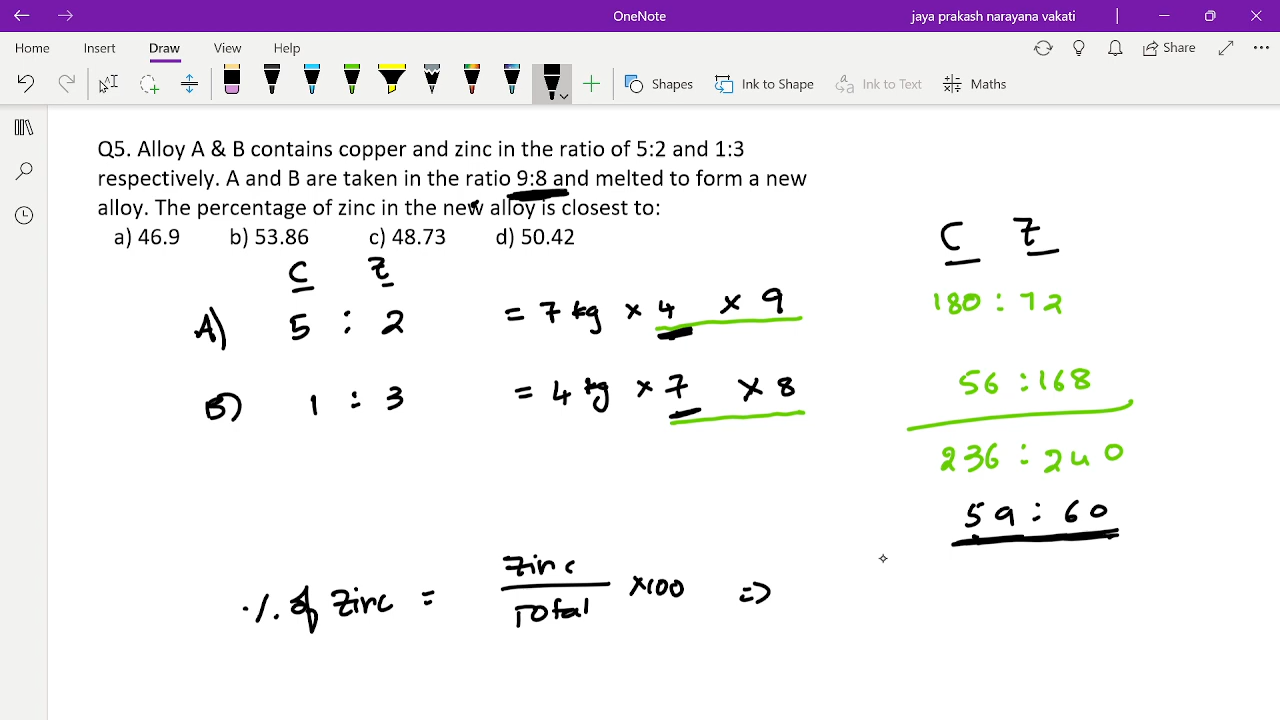 OneNote
jaya prakash narayana vakati
Home Insert Draw View Help
Share
Shapes Ink to Shape Ink to Text Maths
Q5. Alloy A & B contains copper and zinc in the ratio of 5:2 and 1:3
respectively. A and B are taken in the ratio 9:8 and melted to form a new
alloy. The percentage of zinc in the new alloy is closest to:
a) 46.9 b) 53.86 c) 48.73 d) 50.42
C Z
A) 5 : 2 = 7 kg × 4 × 9
B) 1 : 3 = 4 kg × 7 × 8
C Z
180 : 72
56 : 168
236 : 240
59 : 60
% of Zinc = Zinc / Total ×100 =>